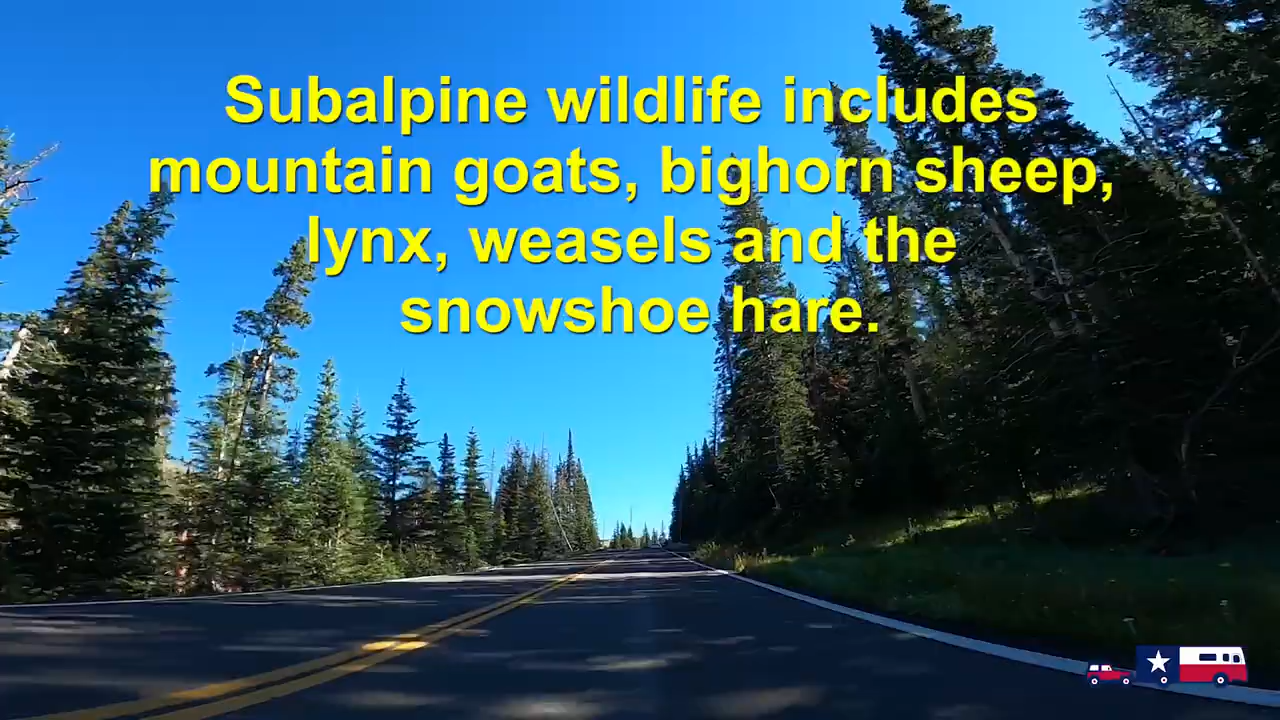 Subalpine wildlife includes
mountain goats, bighorn sheep,
lynx, weasels and the
snowshoe hare.